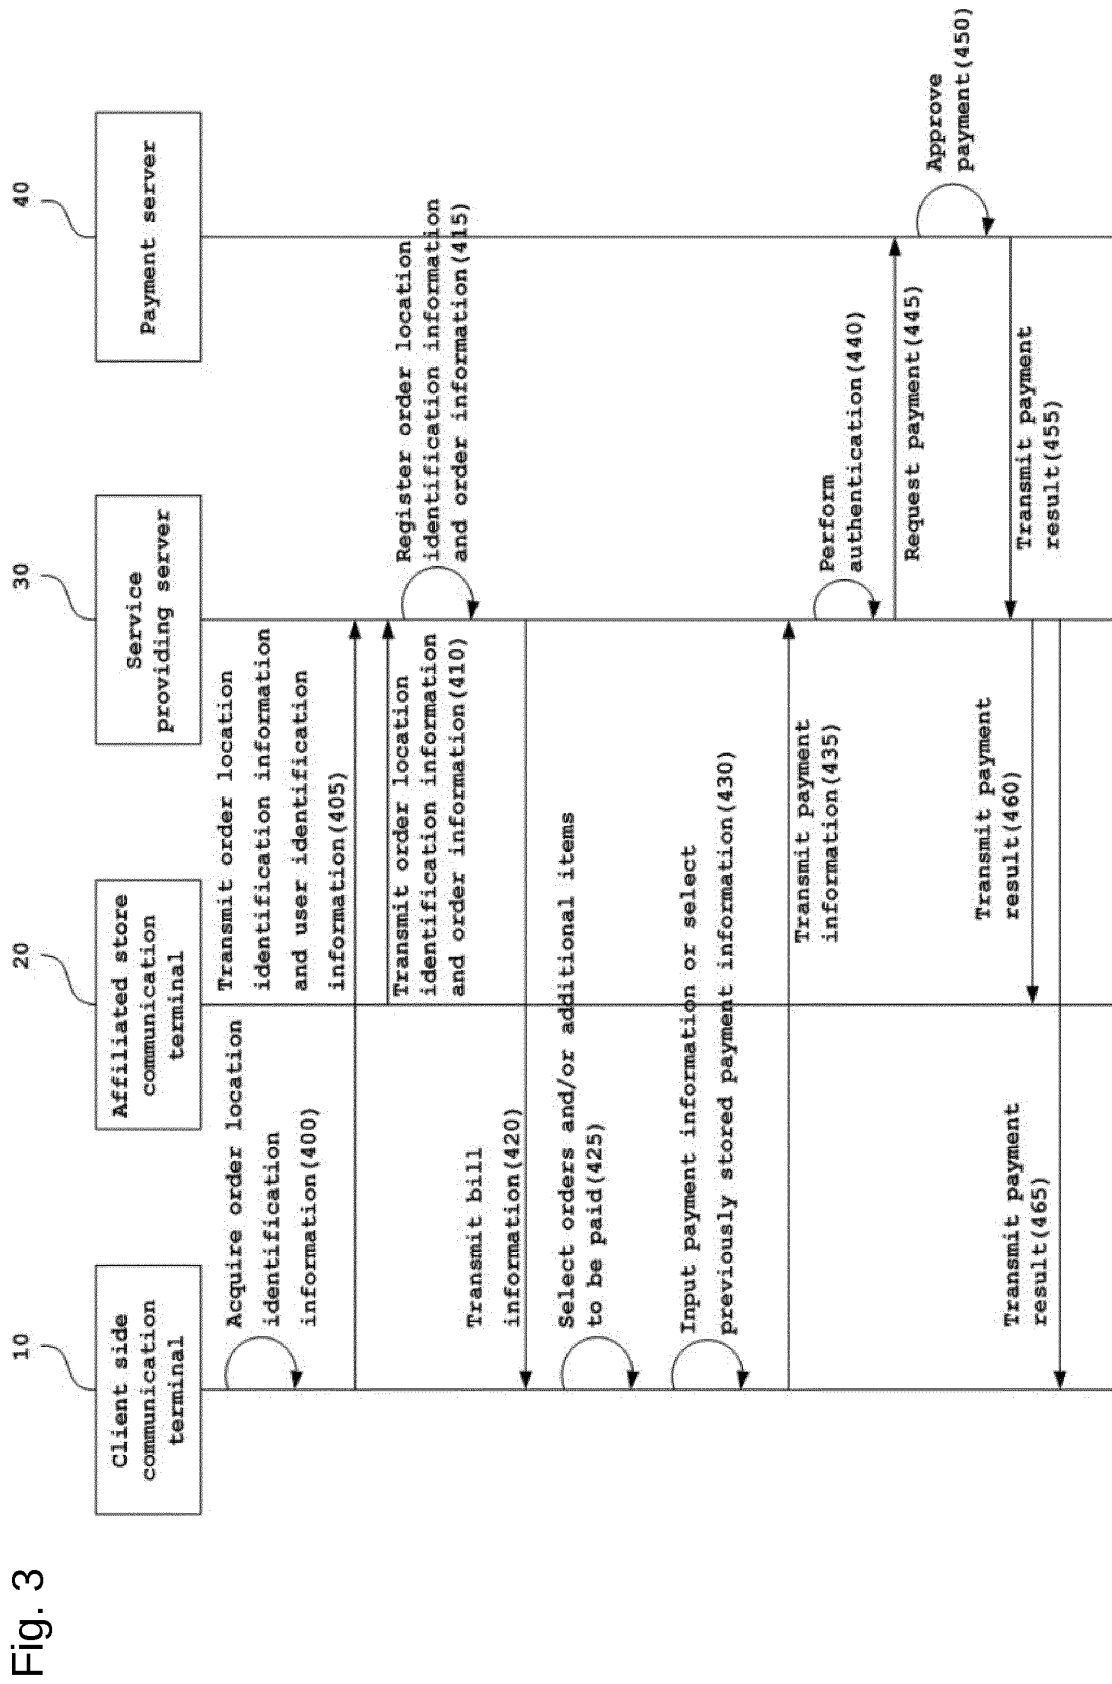 Fig. 3
10
20
30
40
Client side
communication
terminal
Affiliated store
communication
terminal
Service
providing server
Payment server
Acquire order location
identification
information(400)
Transmit order location
identification information
and user identification
information(405)
Transmit order location
identification information
and order information(410)
Register order location
identification information
and order information(415)
Transmit bill
information(420)
Select orders and/or additional items
to be paid(425)
Input payment information or select
previously stored payment information(430)
Transmit payment
information(435)
Perform
authentication(440)
Request payment(445)
Approve
payment(450)
Transmit payment
result(455)
Transmit payment
result(460)
Transmit payment
result(465)